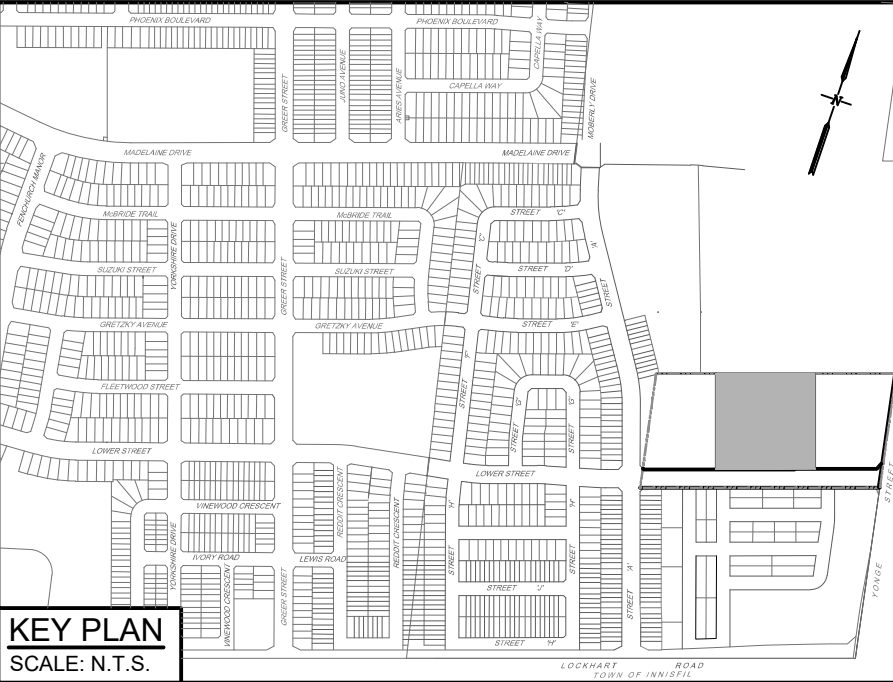 PHOENIX BOULEVARD
PHOENIX BOULEVARD
CAPELLA WAY
GREER STREET
JUNO AVENUE
ARIES AVENUE
CAPELLA WAY
MOBERLY DRIVE
N
MADELAINE DRIVE
MADELAINE DRIVE
FENCHURCH MANOR
McBRIDE TRAIL
McBRIDE TRAIL
STREET 'C'
YORKSHIRE DRIVE
GREER STREET
STREET 'J'
STREET 'A'
SUZUKI STREET
SUZUKI STREET
STREET 'D'
GRETZKY AVENUE
GRETZKY AVENUE
STREET 'E'
STREET 'F'
FLEETWOOD STREET
STREET 'G'
STREET 'G'
LOWER STREET
LOWER STREET
REDDIT CRESCENT
REDDIT CRESCENT
VINEWOOD CRESCENT
STREET 'H'
STREET 'H'
YORKSHIRE DRIVE
IVORY ROAD
LEWIS ROAD
VINEWOOD CRESCENT
GREER STREET
STREET 'J'
STREET 'A'
STREET 'H'
YONGE STREET
LOCKHART ROAD
TOWN OF INNISFIL
KEY PLAN
SCALE: N.T.S.